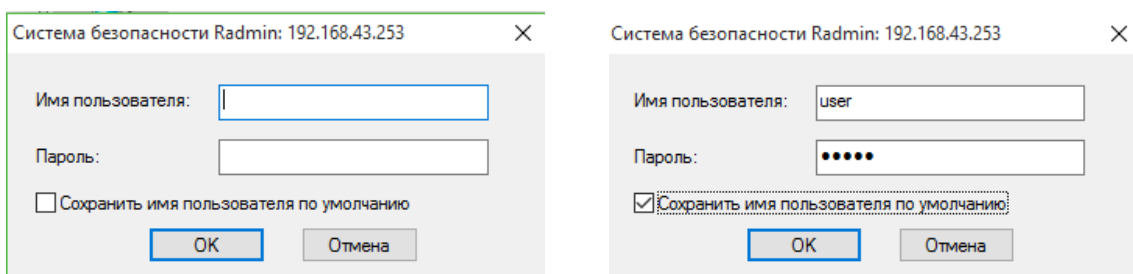 Система безопасности Radmin: 192.168.43.253
Имя пользователя:
Пароль:
Сохранить имя пользователя по умолчанию
OK Отмена
Система безопасности Radmin: 192.168.43.253
Имя пользователя: user
Пароль: •••••
Сохранить имя пользователя по умолчанию
OK Отмена